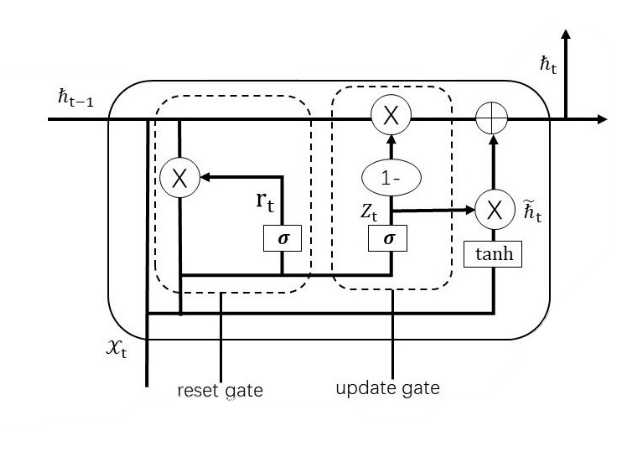 ℏt
ℏt−1
X
X
1-
rt
Zt
X
ℏ̃t
σ
σ
tanh
xt
reset gate
update gate